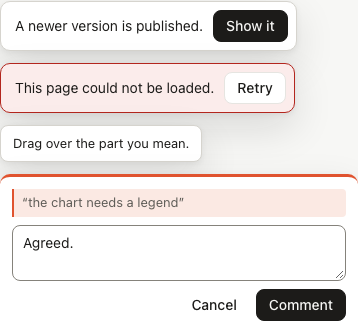 A newer version is published. Show it
This page could not be loaded. Retry
Drag over the part you mean.
“the chart needs a legend”
Agreed.
Cancel Comment